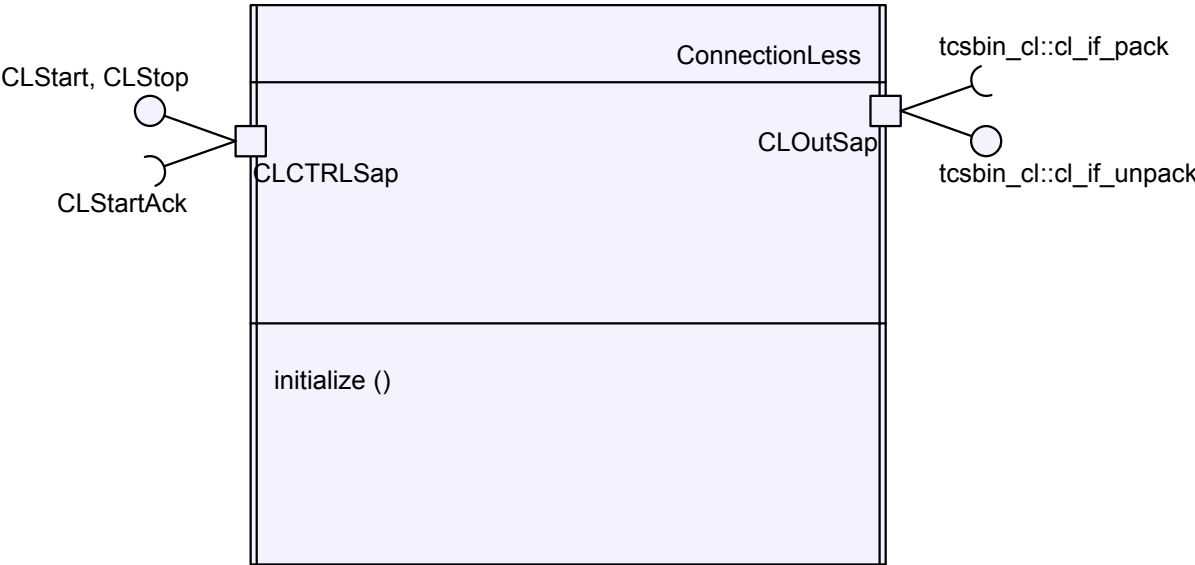 ConnectionLess
tcsbin_cl::cl_if_pack
CLStart, CLStop
CLOutSap
CLCTRLSap
tcsbin_cl::cl_if_unpack
CLStartAck
initialize ()